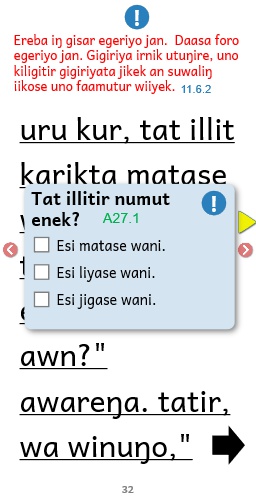 Ereba iŋ gisar egeriyo jan. Daasa foro
egeriyo jan. Gigiriya irnik utuŋire, uno
kiligitir gigiriyata jikek an suwaliŋ
iikose uno faamutur wiiyek. 11.6.2
uru kur, tat illit
karikta matase
Tat illitir numut
enek? A27.1
Esi matase wani.
Esi liyase wani.
Esi jigase wani.
awn?"
awareŋa. tatir,
wa winuŋo,"
32